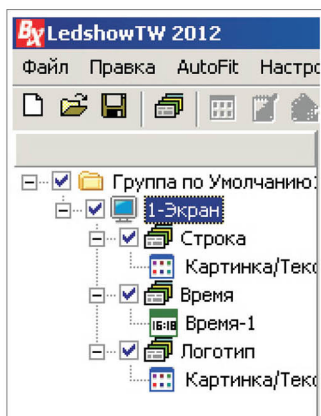 LedshowTW 2012
Файл Правка AutoFit Настро
Группа по Умолчанию:
1-Экран
Строка
Картинка/Текс
Время
16:18 Время-1
Логотип
Картинка/Текс